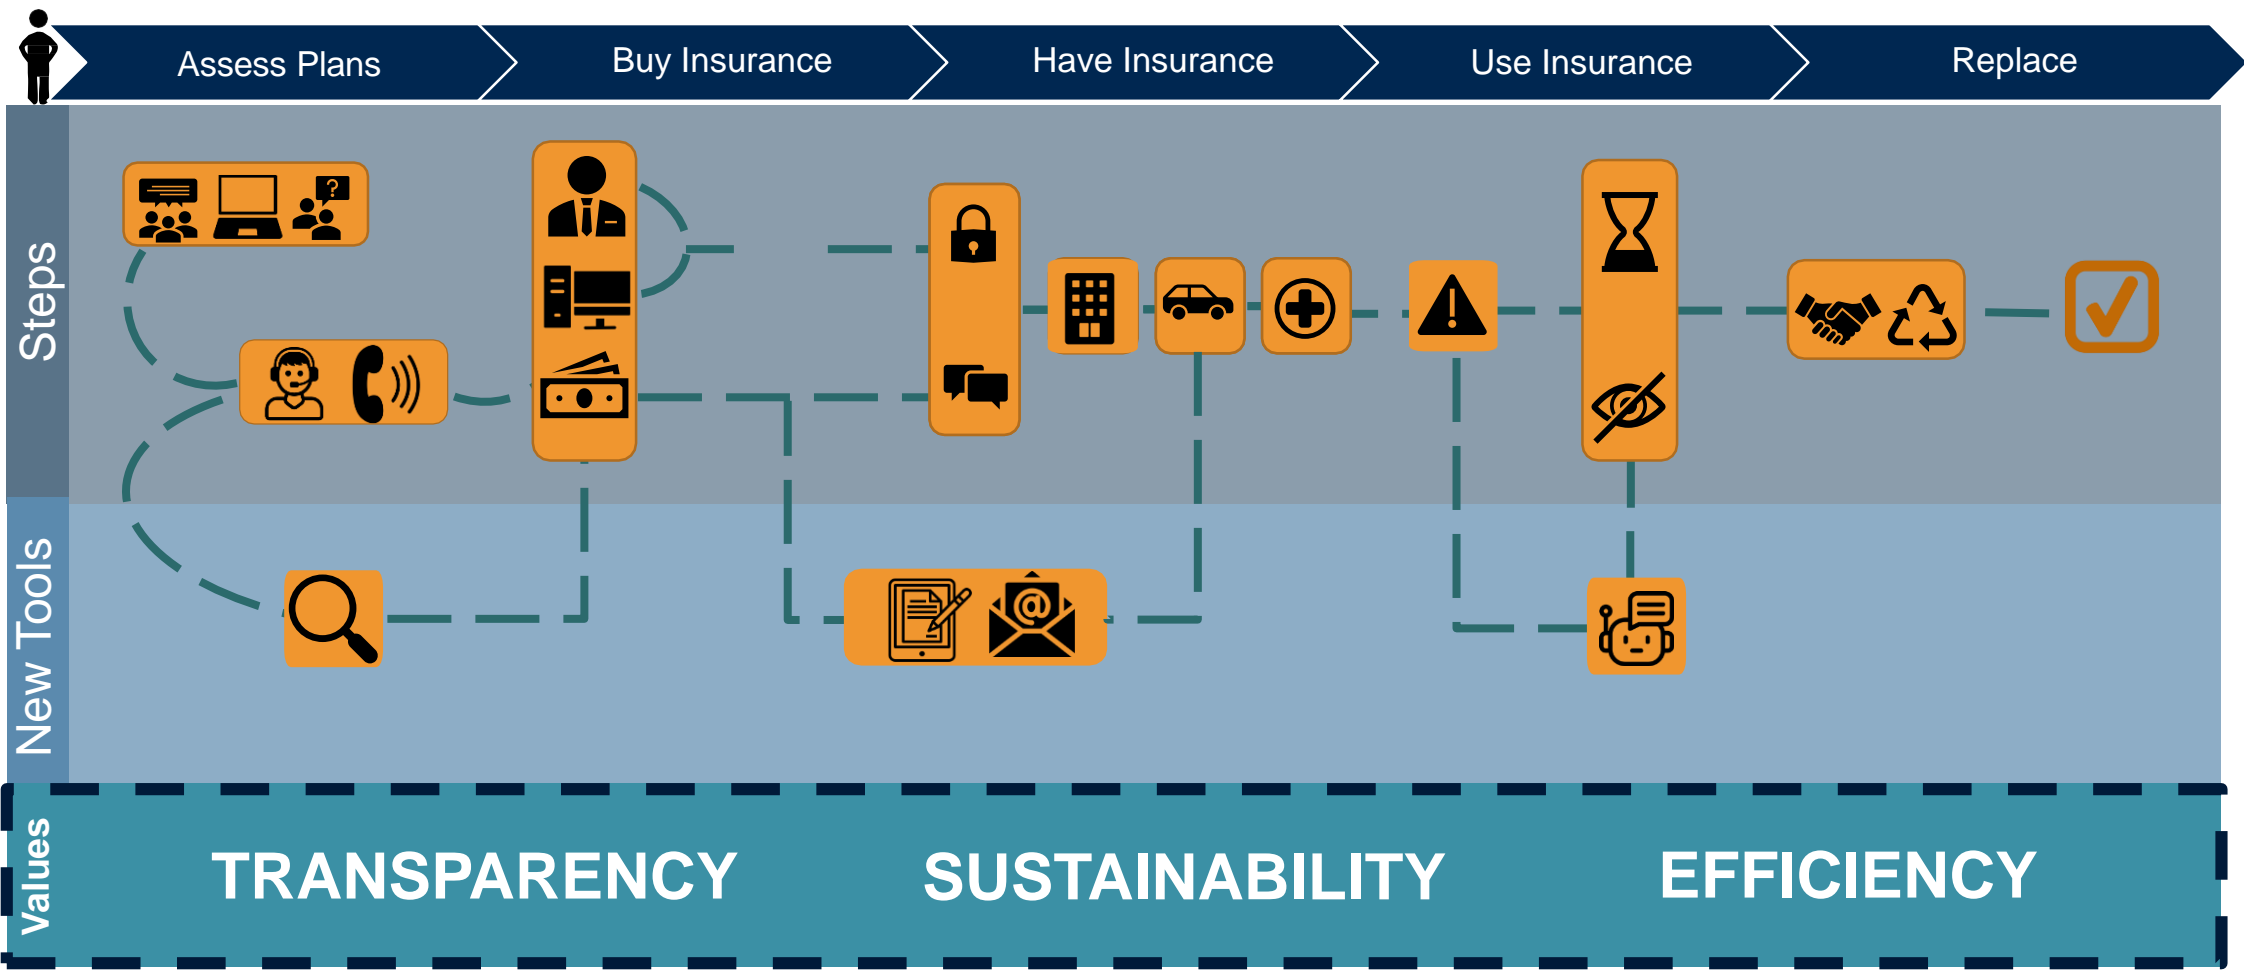 Assess Plans
Buy Insurance
Have Insurance
Use Insurance
Replace
?
Steps
New Tools
@
Values
TRANSPARENCY
SUSTAINABILITY
EFFICIENCY